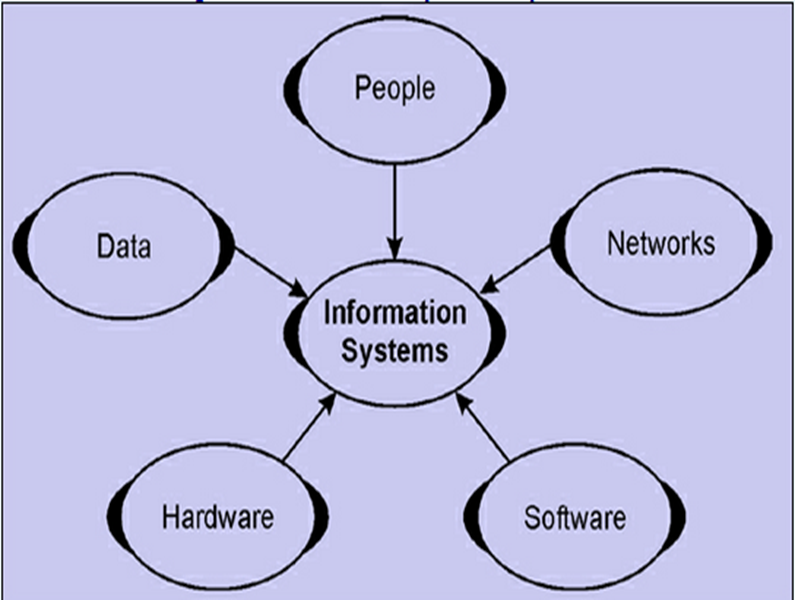 People
Data
Networks
Information
Systems
Hardware
Software